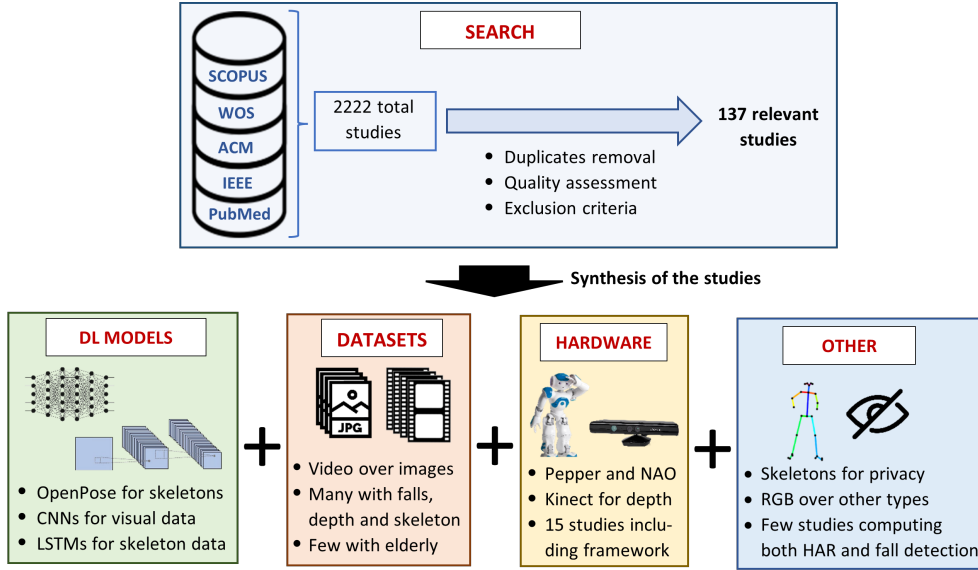 SEARCH
SCOPUS
WOS
ACM
IEEE
PubMed
2222 total
studies
• Duplicates removal
• Quality assessment
• Exclusion criteria
137 relevant
studies
Synthesis of the studies
DL MODELS
• OpenPose for skeletons
• CNNs for visual data
• LSTMs for skeleton data
DATASETS
JPG
• Video over images
• Many with falls,
depth and skeleton
• Few with elderly
HARDWARE
• Pepper and NAO
• Kinect for depth
• 15 studies inclu-
ding framework
OTHER
• Skeletons for privacy
• RGB over other types
• Few studies computing
both HAR and fall detection